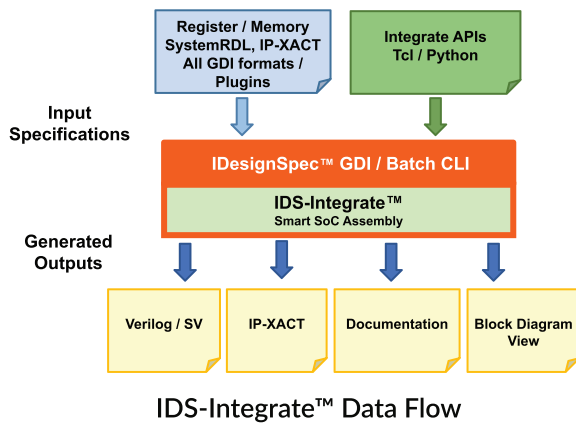 Register / Memory
SystemRDL, IP-XACT
All GDI formats /
Plugins
Integrate APIs
Tcl / Python
Input
Specifications
IDesignSpec™ GDI / Batch CLI
IDS-Integrate™
Smart SoC Assembly
Generated
Outputs
Verilog / SV
IP-XACT
Documentation
Block Diagram
View
IDS-Integrate™ Data Flow